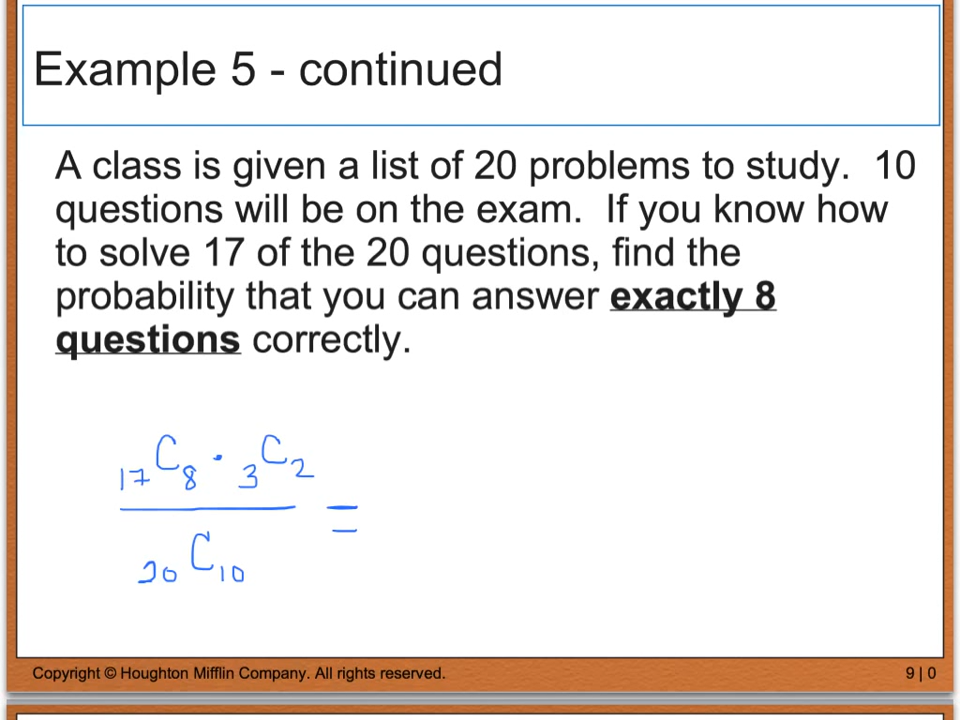 Example 5 - continued
A class is given a list of 20 problems to study. 10
questions will be on the exam. If you know how
to solve 17 of the 20 questions, find the
probability that you can answer exactly 8
questions correctly.
17C8 · 3C2
=
20C10
Copyright © Houghton Mifflin Company. All rights reserved.
9 | 0